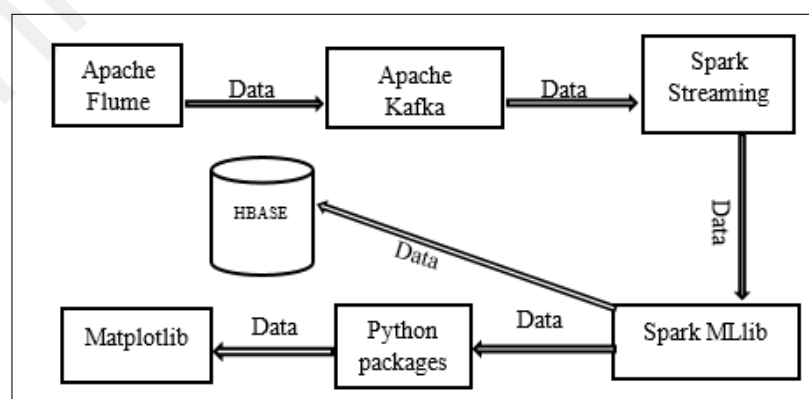 Apache
Flume
Data
Apache
Kafka
Data
Spark
Streaming
Data
HBASE
Data
Matplotlib
Data
Python
packages
Data
Spark MLlib